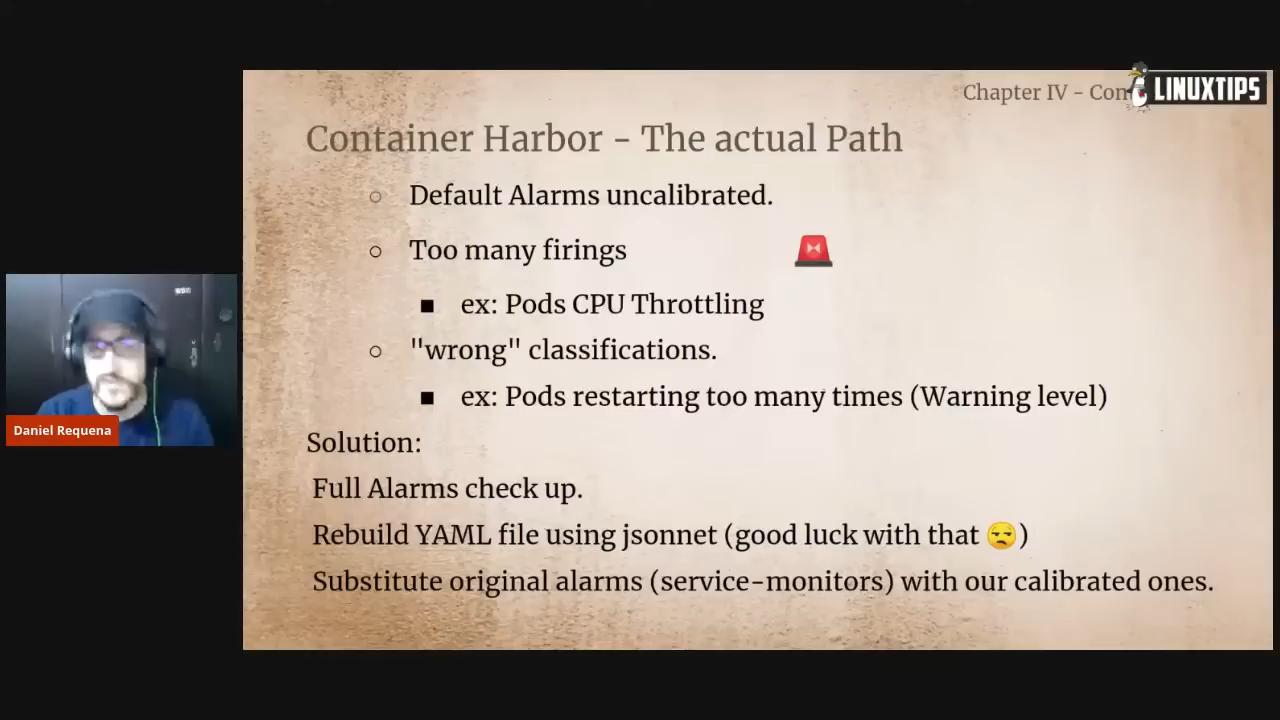 Chapter IV - Con
LINUXTIPS
Container Harbor - The actual Path
Default Alarms uncalibrated.
Too many firings
ex: Pods CPU Throttling
"wrong" classifications.
ex: Pods restarting too many times (Warning level)
Daniel Requena
Solution:
Full Alarms check up.
Rebuild YAML file using jsonnet (good luck with that 😒)
Substitute original alarms (service-monitors) with our calibrated ones.